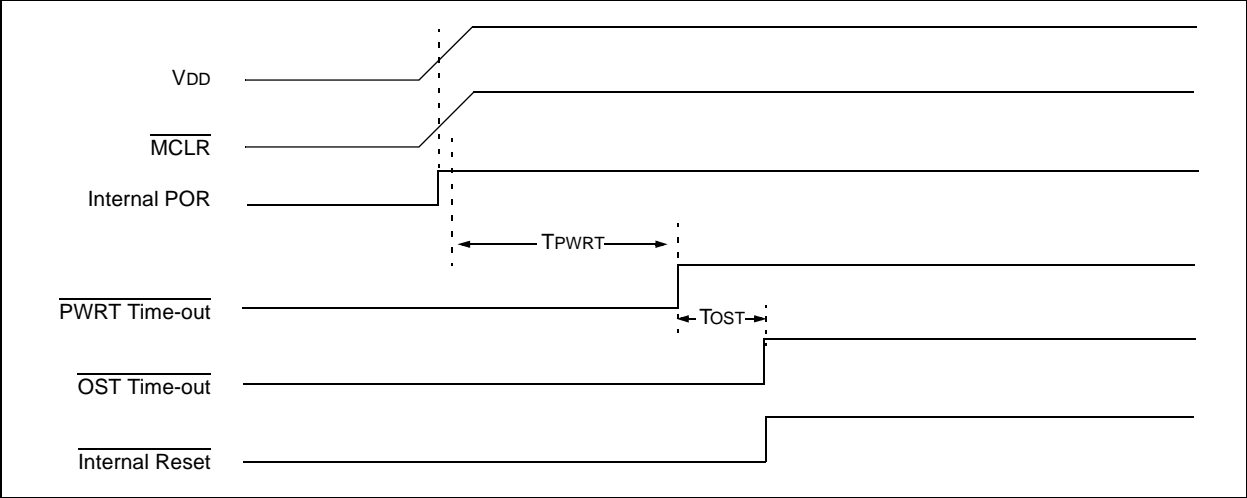 VDD
MCLR
Internal POR
TPWRT
PWRT Time-out
TOST
OST Time-out
Internal Reset